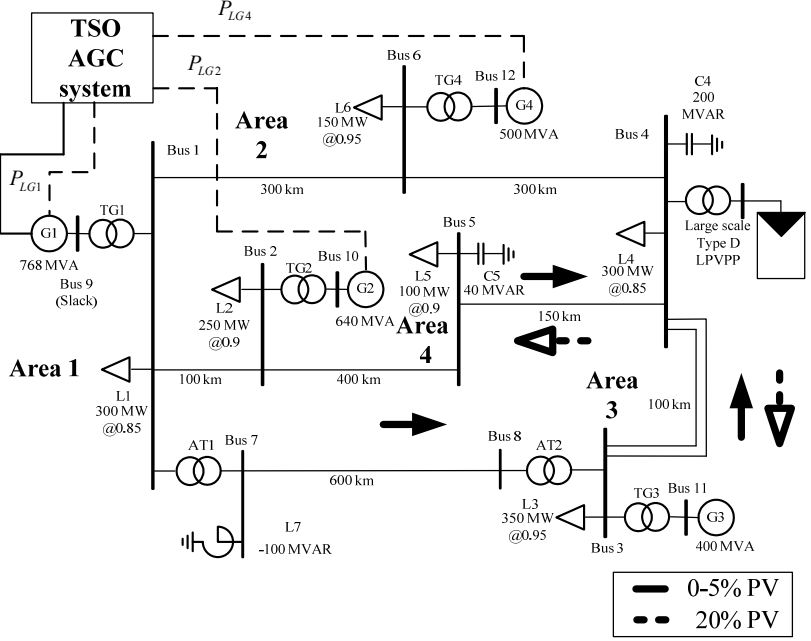 TSO
AGC
system
P_LG4
P_LG2
P_LG1
Bus 6
TG4
Bus 12
G4
500 MVA
L6
150 MW
@0.95
C4
200
MVAR
Bus 4
Area
2
Bus 1
300 km
300 km
TG1
G1
768 MVA
Bus 9
(Slack)
Large scale
Type D
LPVPP
L4
300 MW
@0.85
Bus 2
TG2
Bus 10
G2
640 MVA
L2
250 MW
@0.9
Bus 5
L5
100 MW
@0.9
C5
40 MVAR
Area
4
150 km
Area 1
L1
300 MW
@0.85
100 km
400 km
Area
3
100 km
AT1
Bus 7
600 km
Bus 8
AT2
L7
-100 MVAR
L3
350 MW
@0.95
Bus 3
TG3
Bus 11
G3
400 MVA
0-5% PV
20% PV